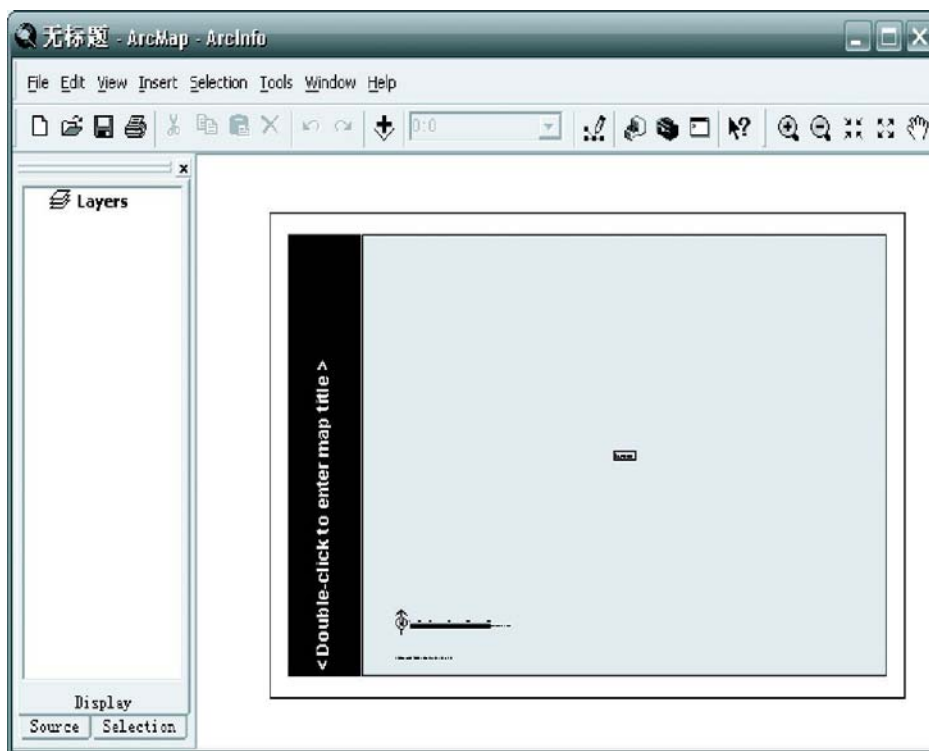 无标题 - ArcMap - ArcInfo
File Edit View Insert Selection Tools Window Help
0:0
Layers
<Double-click to enter map title>
Display
Source Selection